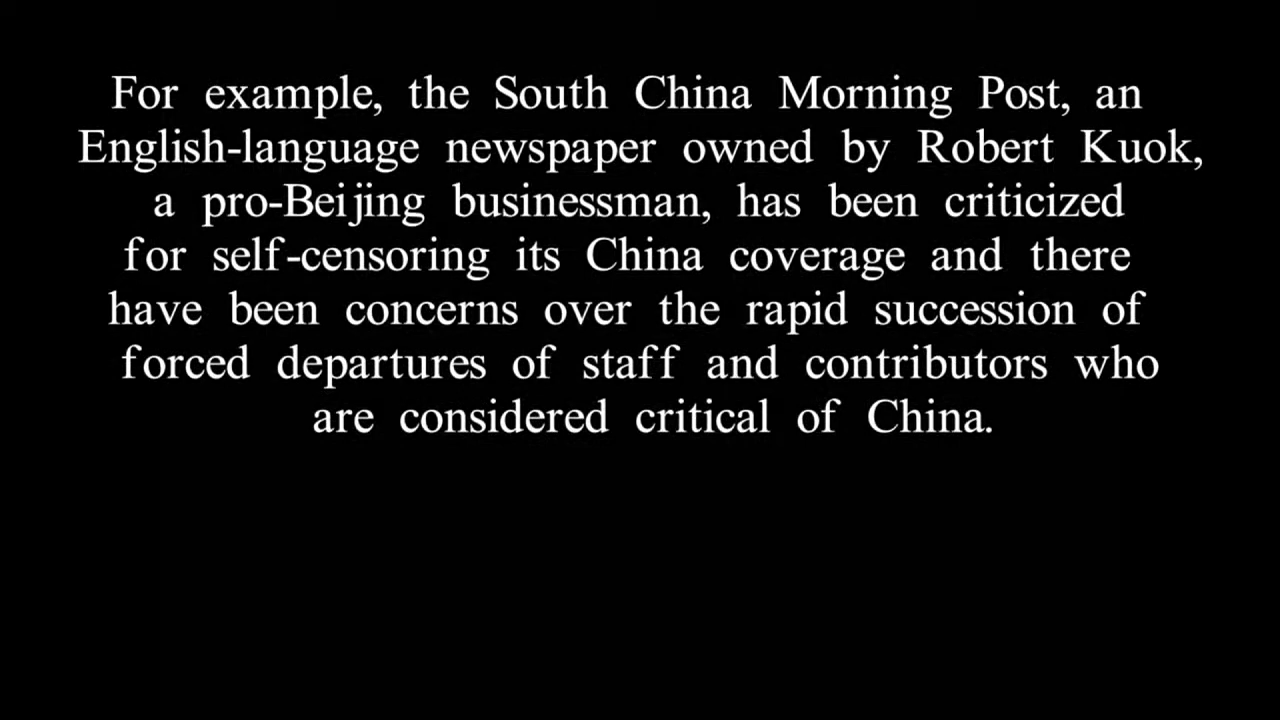 For example, the South China Morning Post, an
English-language newspaper owned by Robert Kuok,
a pro-Beijing businessman, has been criticized
for self-censoring its China coverage and there
have been concerns over the rapid succession of
forced departures of staff and contributors who
are considered critical of China.